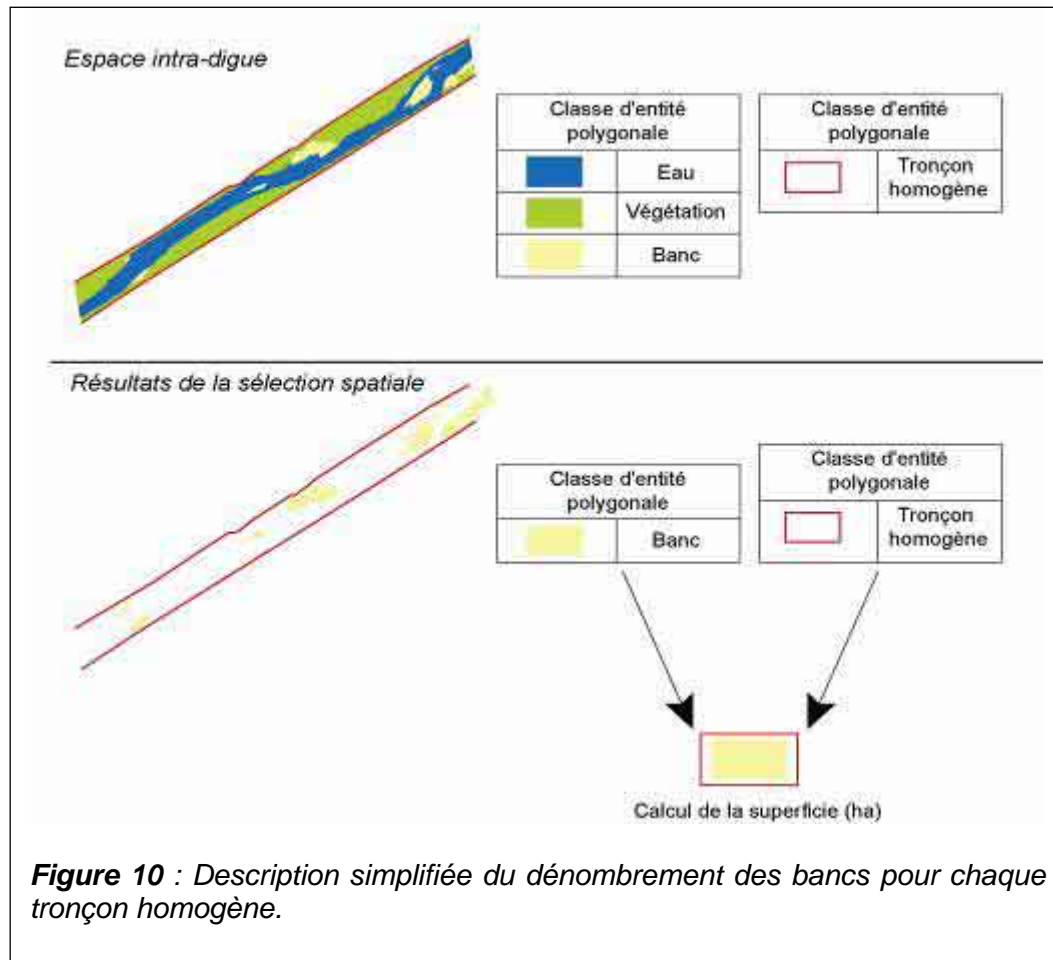 Espace intra-digue
Classe d'entité
polygonale
Eau
Végétation
Banc
Classe d'entité
polygonale
Tronçon
homogène
Résultats de la sélection spatiale
Classe d'entité
polygonale
Banc
Classe d'entité
polygonale
Tronçon
homogène
Calcul de la superficie (ha)
Figure 10 : Description simplifiée du dénombrement des bancs pour chaque
tronçon homogène.